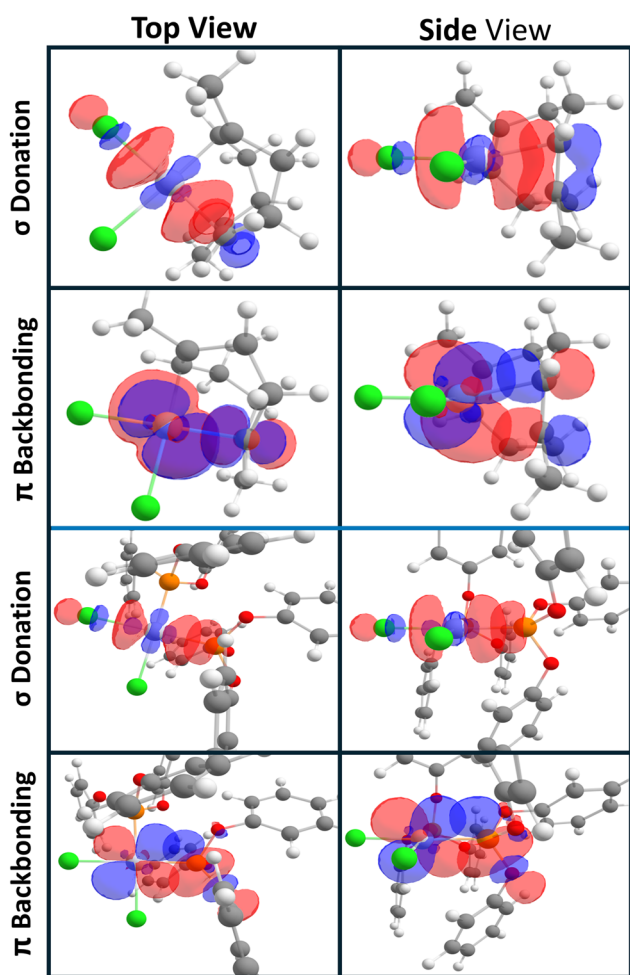 Top View
Side View
σ Donation
π Backbonding
σ Donation
π Backbonding